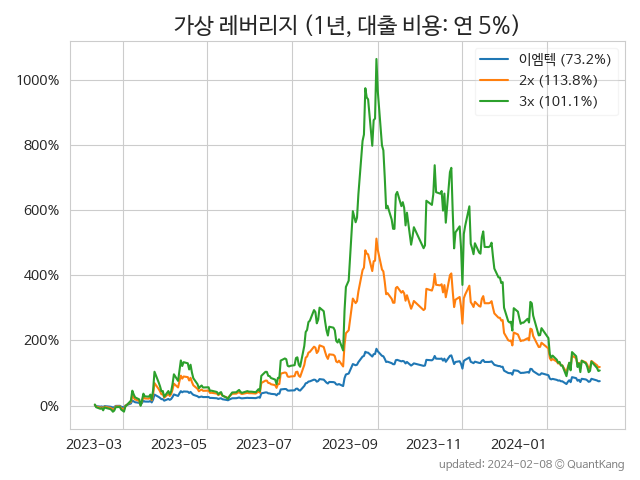 가상 레버리지 (1년, 대출 비용: 연 5%)
이엠텍 (73.2%)
2x (113.8%)
3x (101.1%)
1000%
800%
600%
400%
200%
0%
2023-03 2023-05 2023-07 2023-09 2023-11 2024-01
updated: 2024-02-08 © QuantKang